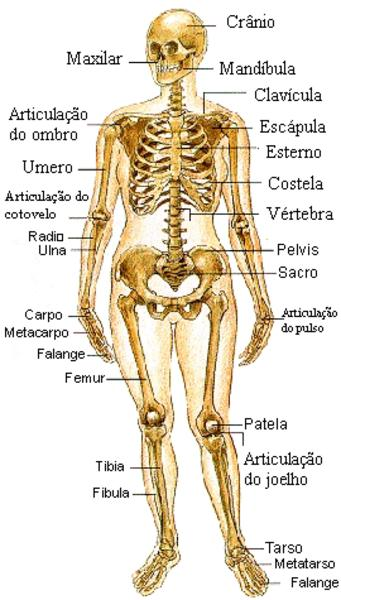 Crânio
Maxilar
Mandíbula
Clavícula
Articulação
do ombro
Escápula
Esterno
Umero
Costela
Articulação do
cotovelo
Vértebra
Radio
Ulna
Pelvis
Sacro
Carpo
Metacarpo
Falange
Articulação
do pulso
Femur
Patela
Articulação
do joelho
Tibia
Fibula
Tarso
Metatarso
Falange